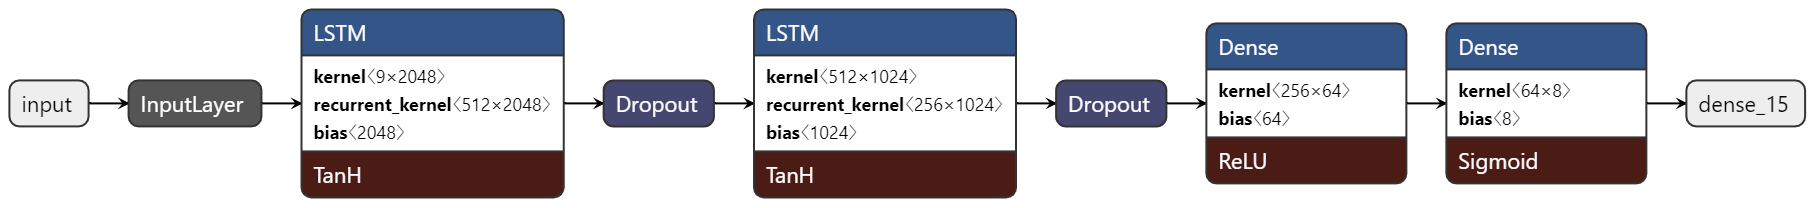 input
InputLayer
LSTM
kernel〈9×2048〉
recurrent_kernel〈512×2048〉
bias〈2048〉
TanH
Dropout
LSTM
kernel〈512×1024〉
recurrent_kernel〈256×1024〉
bias〈1024〉
TanH
Dropout
Dense
kernel〈256×64〉
bias〈64〉
ReLU
Dense
kernel〈64×8〉
bias〈8〉
Sigmoid
dense_15